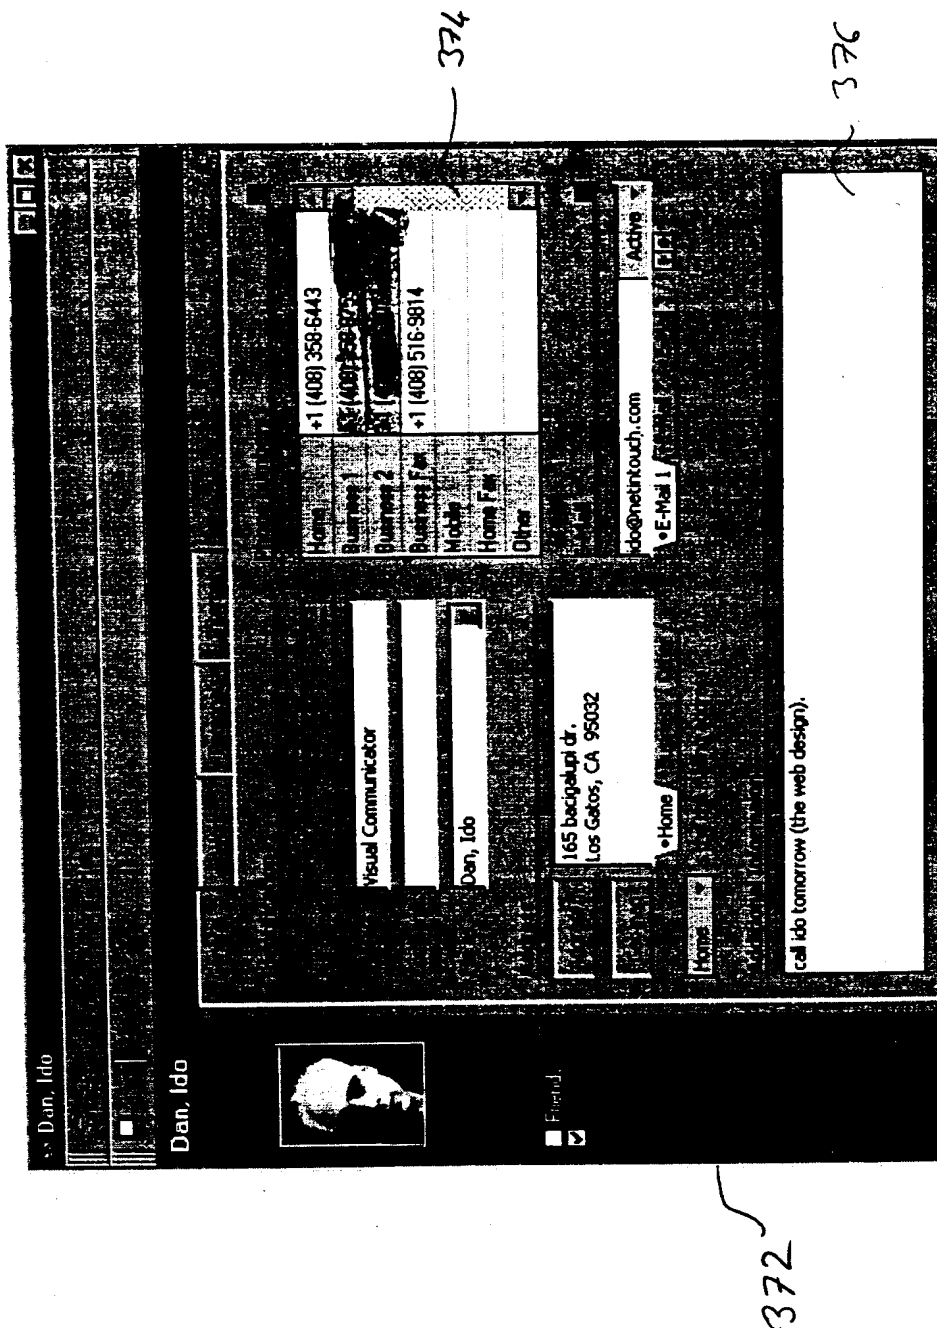 Dan, Ido
Dan, Ido
Friend
Visual Communicator
Dan, Ido
Home +1 (408) 358-6443
Business 1
Business 2
Business Fax +1 (408) 516-9814
Mobile
Home Fax
Other
165 bacigalupi dr.
Los Gatos, CA 95032
Home
Home
ido@netintouch.com Active
E-Mail 1
call ido tomorrow (the web design).
372
374
376